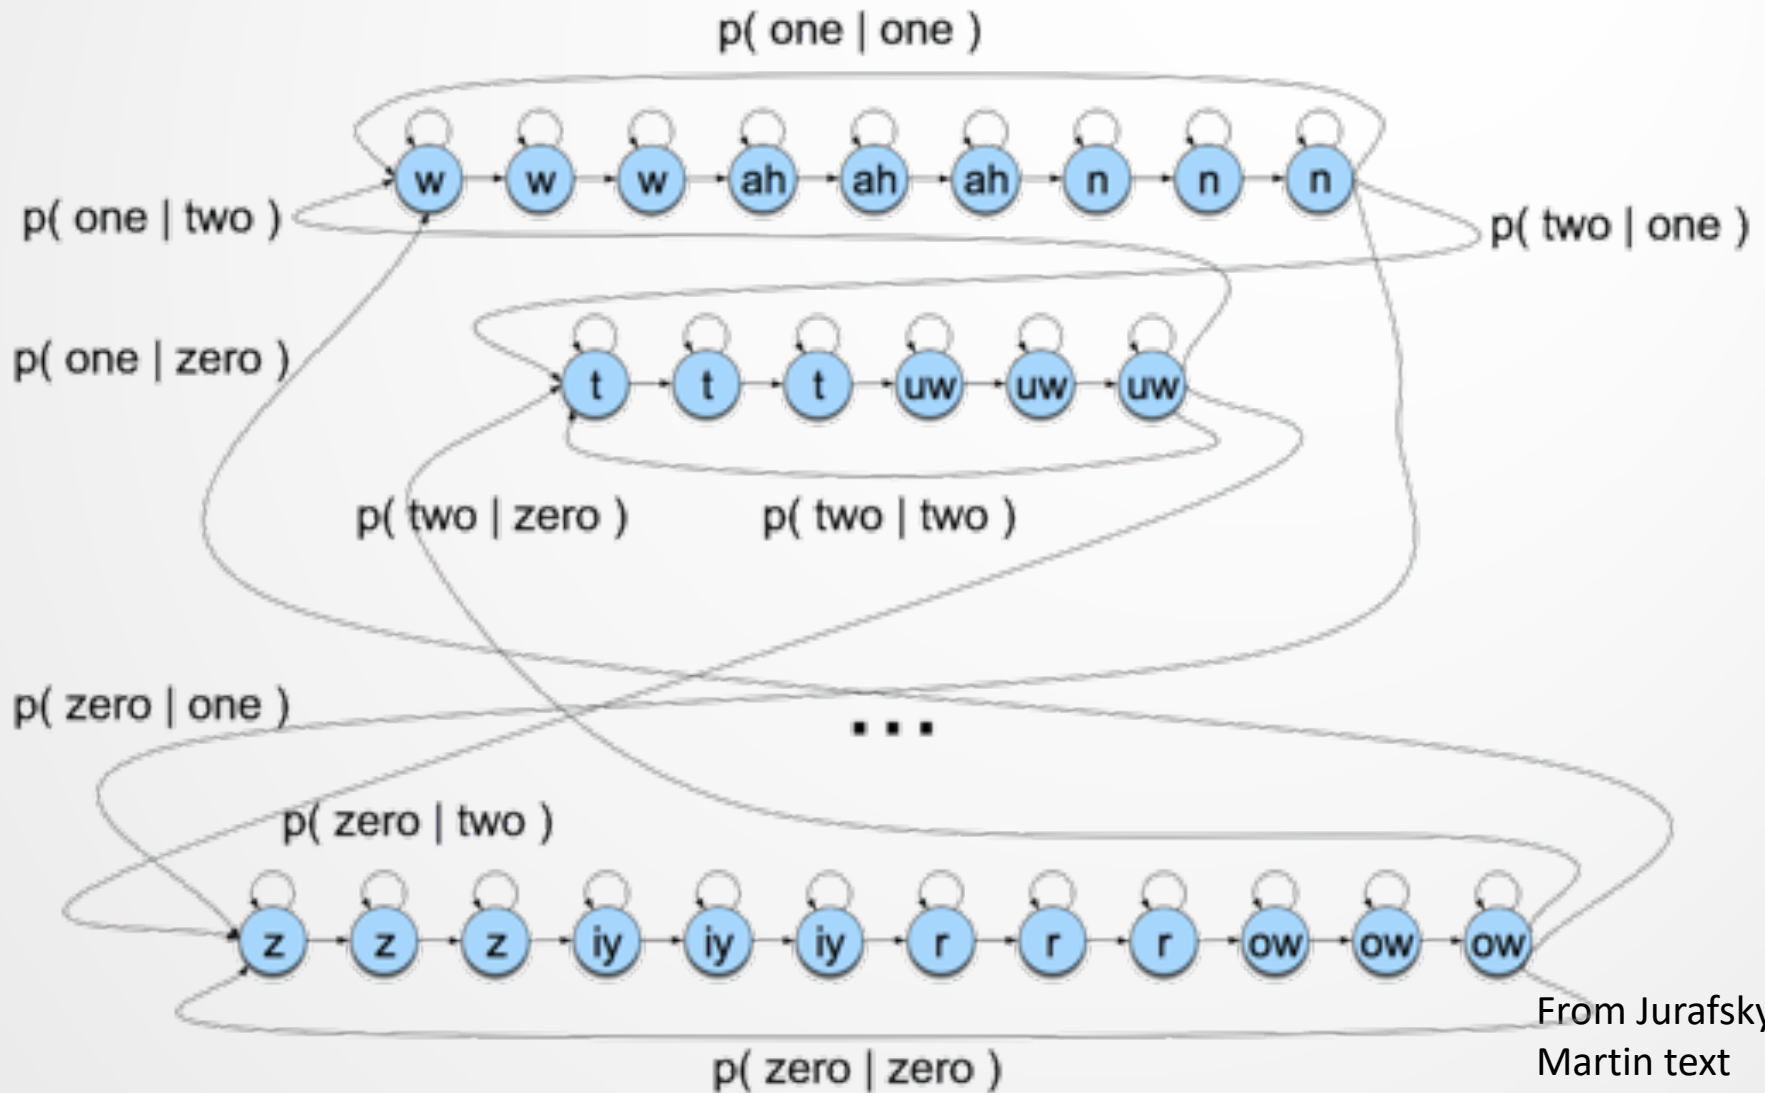 p( one | one )
w w w ah ah ah n n n
p( one | two )
p( two | one )
p( one | zero )
t t t uw uw uw
p( two | zero )
p( two | two )
p( zero | one )
...
p( zero | two )
z z z iy iy iy r r r ow ow ow
From Jurafsky
Martin text
p( zero | zero )